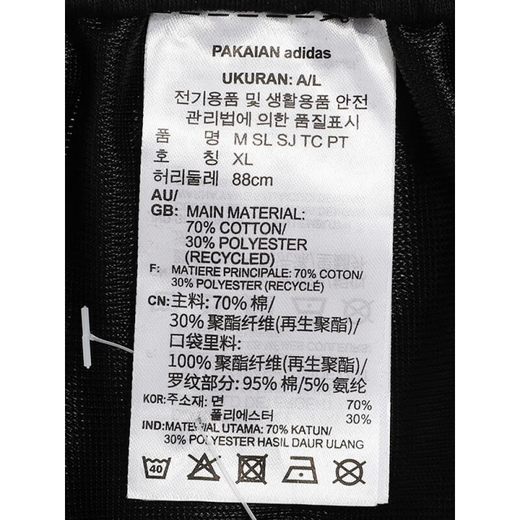 PAKAIAN adidas
UKURAN: A/L
전기용품 및 생활용품 안전
관리법에 의한 품질표시
품 명 M SL SJ TC PT
호 칭 XL
허리둘레 88cm
AU/
GB: MAIN MATERIAL:
70% COTTON/
30% POLYESTER
(RECYCLED)
F: MATIERE PRINCIPALE: 70% COTON/
30% POLYESTER (RECYCLÉ)
CN: 主料: 70% 棉/
30% 聚酯纤维(再生聚酯)/
口袋里料:
100% 聚酯纤维(再生聚酯)/
罗纹部分: 95% 棉/5% 氨纶
KOR: 주소재: 면 70%
폴리에스터 30%
IND: MATERIAL UTAMA: 70% KATUN/
30% POLYESTER HASIL DAUR ULANG
40